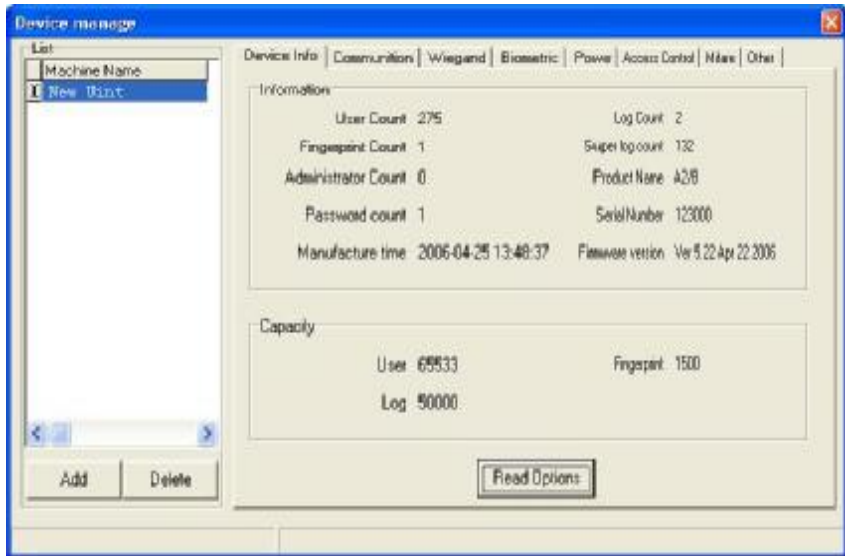 Device manage
List
Machine Name
New Uint
Add
Delete
Device Info
Communition
Wiegand
Biometric
Power
Access Control
Mifare
Other
Information
User Count 275
Log Count 2
Fingerprint Count 1
Super log count 132
Administrator Count 0
Product Name A2/B
Password count 1
Serial Number 123000
Manufacture time 2006-04-25 13:48:37
Firmware version Ver 5.22 Apr 22 2006
Capacity
User 65533
Fingerprint 1500
Log 50000
Read Options